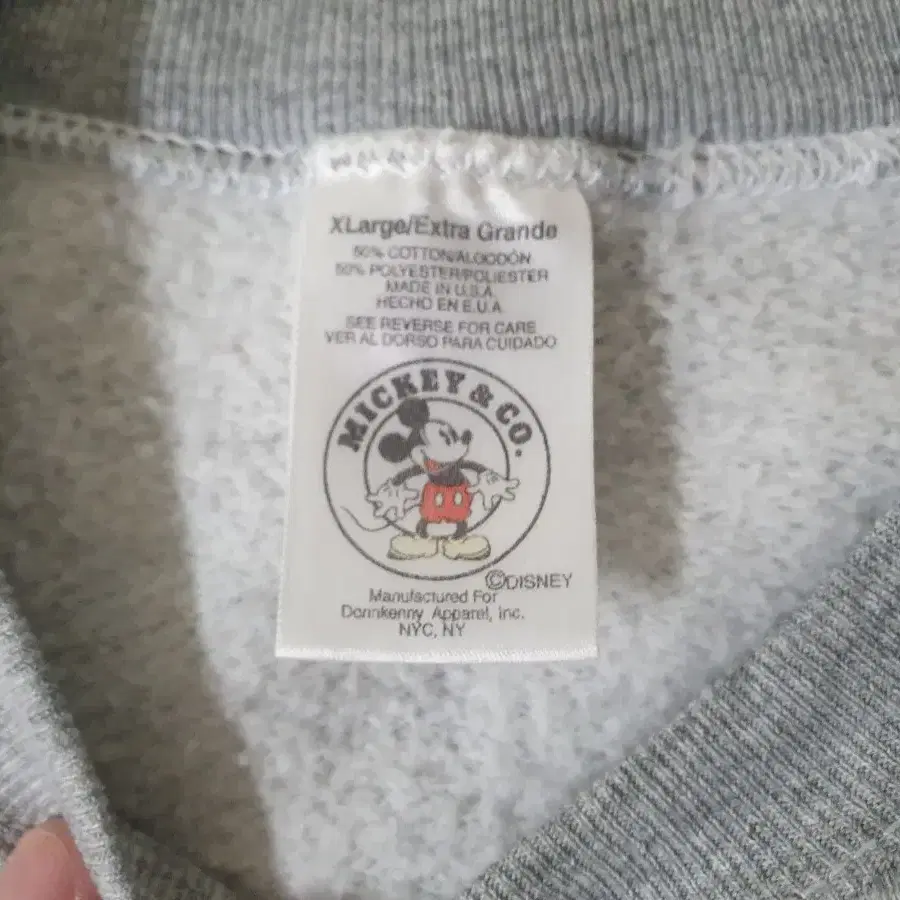 XLarge/Extra Grande
50% COTTON/ALGODÓN
50% POLYESTER/POLIESTER
MADE IN U.S.A.
HECHO EN E.U.A.
SEE REVERSE FOR CARE
VER AL DORSO PARA CUIDADO
MICKEY & CO.
©DISNEY
Manufactured For
Donnkenny Apparel, Inc.
NYC, NY